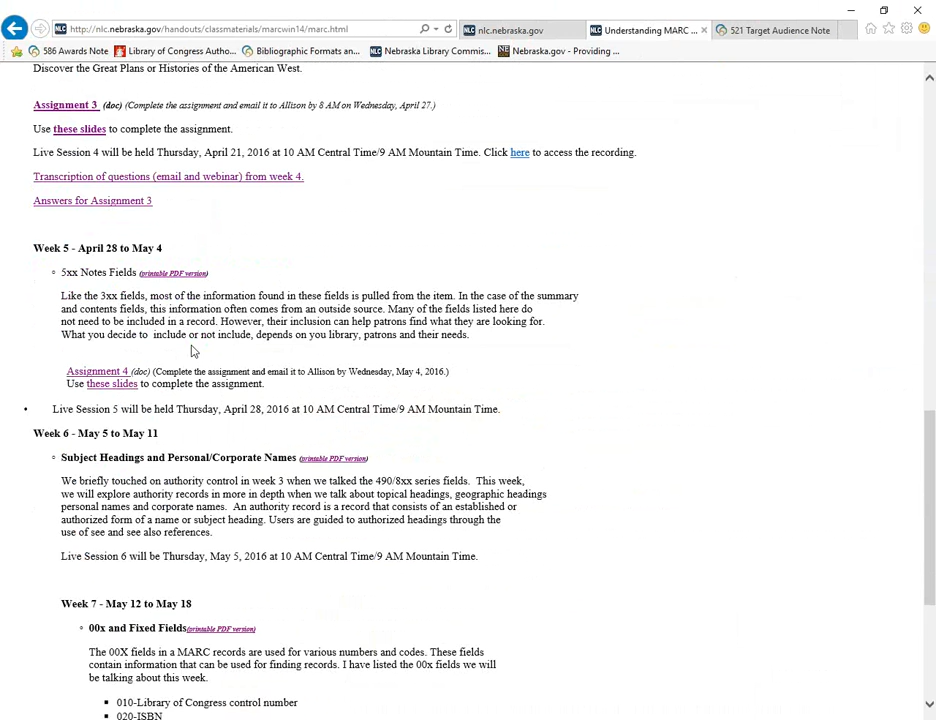 http://nlc.nebraska.gov/handouts/classmaterials/marcwin14/marc.html
nlc.nebraska.gov
Understanding MARC ...
521 Target Audience Note
586 Awards Note
Library of Congress Autho...
Bibliographic Formats an...
Nebraska Library Commis...
Nebraska.gov - Providing ...
Discover the Great Plans or Histories of the American West.
Assignment 3 (doc) (Complete the assignment and email it to Allison by 8 AM on Wednesday, April 27.)
Use these slides to complete the assignment.
Live Session 4 will be held Thursday, April 21, 2016 at 10 AM Central Time/9 AM Mountain Time. Click here to access the recording.
Transcription of questions (email and webinar) from week 4.
Answers for Assignment 3
Week 5 - April 28 to May 4
5xx Notes Fields (printable PDF version)
Like the 3xx fields, most of the information found in these fields is pulled from the item. In the case of the summary
and contents fields, this information often comes from an outside source. Many of the fields listed here do
not need to be included in a record. However, their inclusion can help patrons find what they are looking for.
What you decide to include or not include, depends on you library, patrons and their needs.
Assignment 4 (doc) (Complete the assignment and email it to Allison by Wednesday, May 4, 2016.)
Use these slides to complete the assignment.
Live Session 5 will be held Thursday, April 28, 2016 at 10 AM Central Time/9 AM Mountain Time.
Week 6 - May 5 to May 11
Subject Headings and Personal/Corporate Names (printable PDF version)
We briefly touched on authority control in week 3 when we talked the 490/8xx series fields. This week,
we will explore authority records in more in depth when we talk about topical headings, geographic headings
personal names and corporate names. An authority record is a record that consists of an established or
authorized form of a name or subject heading. Users are guided to authorized headings through the
use of see and see also references.
Live Session 6 will be Thursday, May 5, 2016 at 10 AM Central Time/9 AM Mountain Time.
Week 7 - May 12 to May 18
00x and Fixed Fields(printable PDF version)
The 00X fields in a MARC records are used for various numbers and codes. These fields
contain information that can be used for finding records. I have listed the 00x fields we will
be talking about this week.
010-Library of Congress control number
020-ISBN